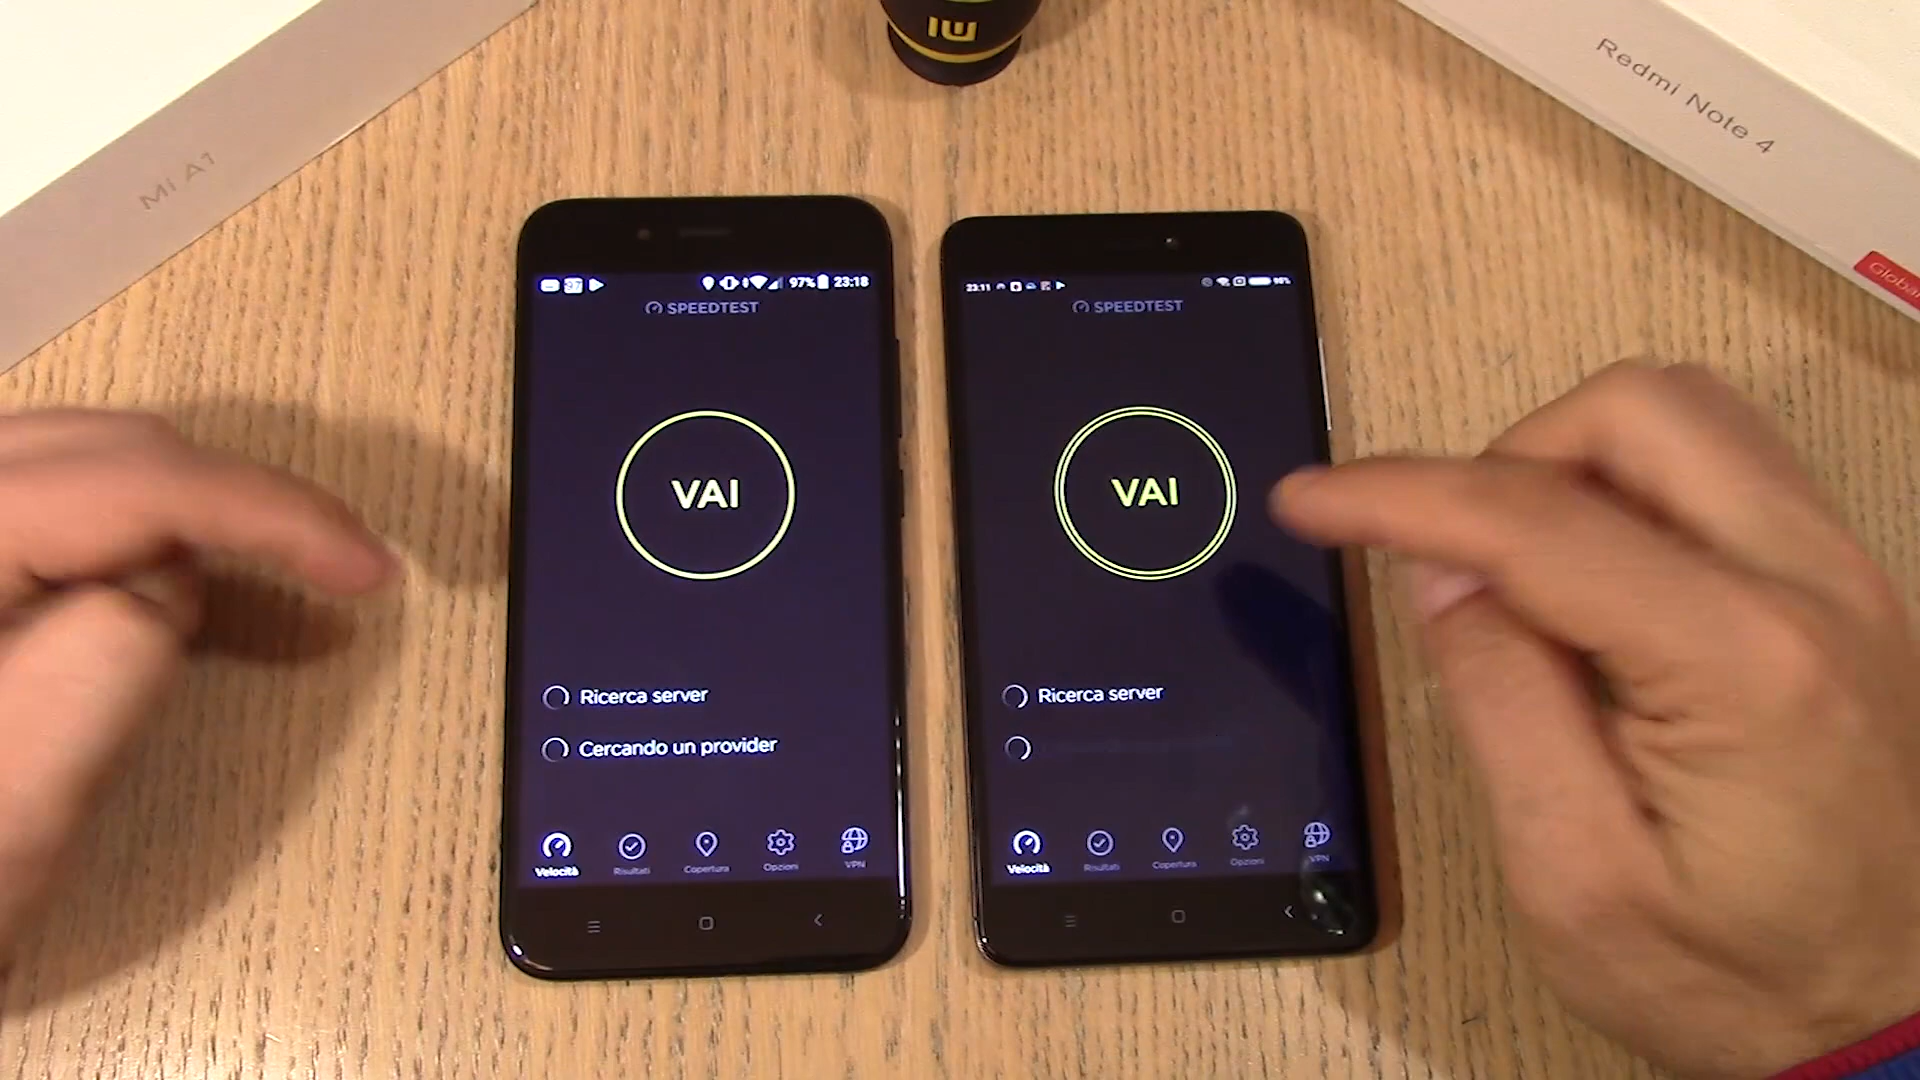 MI
Redmi Note 4
Mi A1
Global
97% 23:18
SPEEDTEST
VAI
Ricerca server
Cercando un provider
Velocità
Risultati
Copertura
Opzioni
VPN
23:11 98%
SPEEDTEST
VAI
Ricerca server
Velocità
Risultati
Copertura
Opzioni
VPN